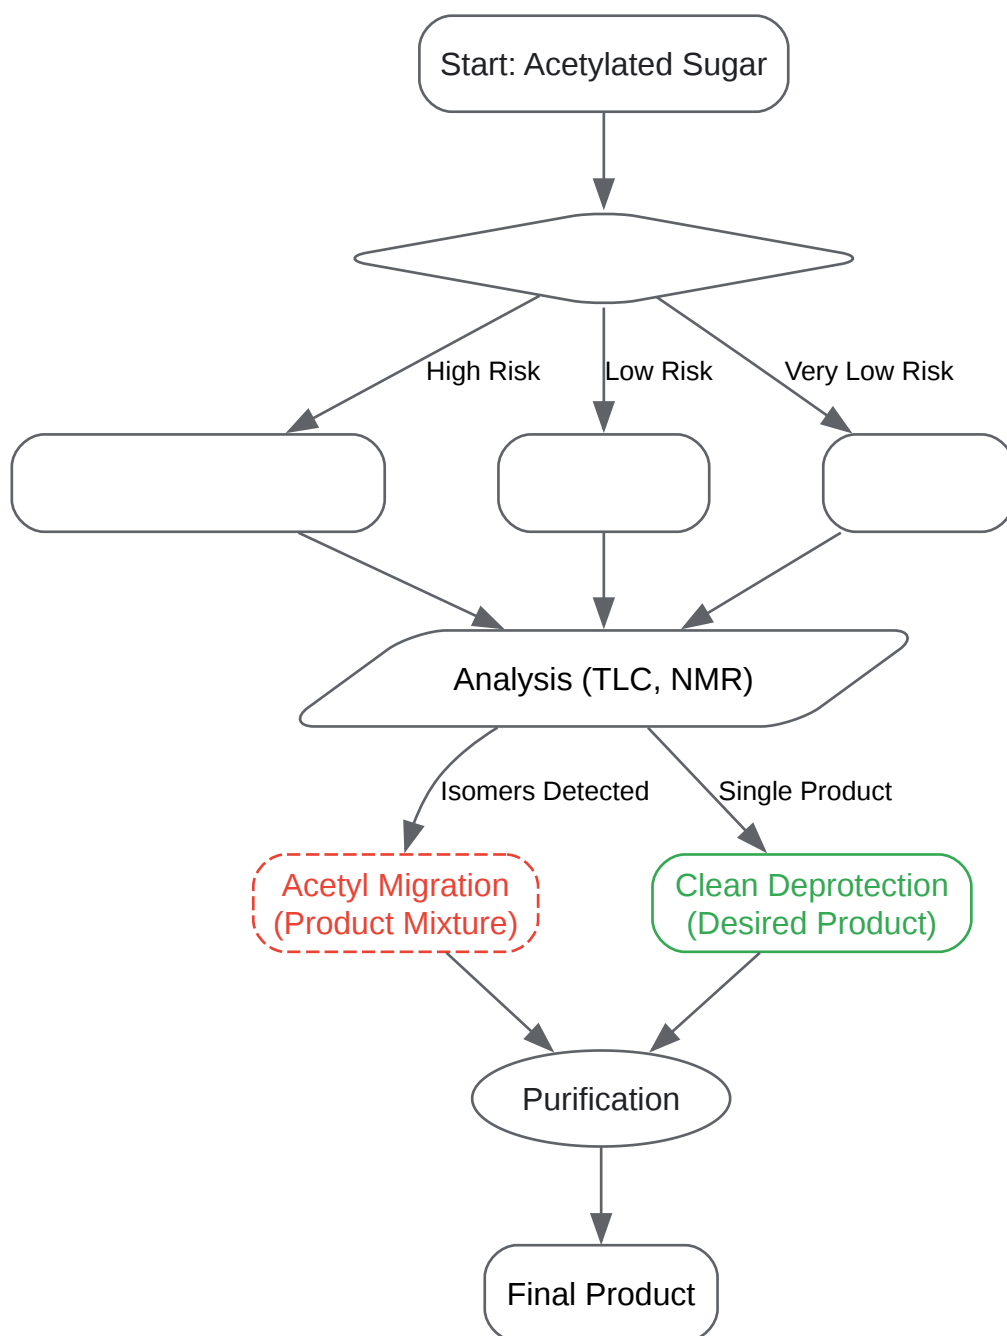 Start: Acetylated Sugar
High Risk
Low Risk
Very Low Risk
Analysis (TLC, NMR)
Isomers Detected
Single Product
Acetyl Migration
(Product Mixture)
Clean Deprotection
(Desired Product)
Purification
Final Product